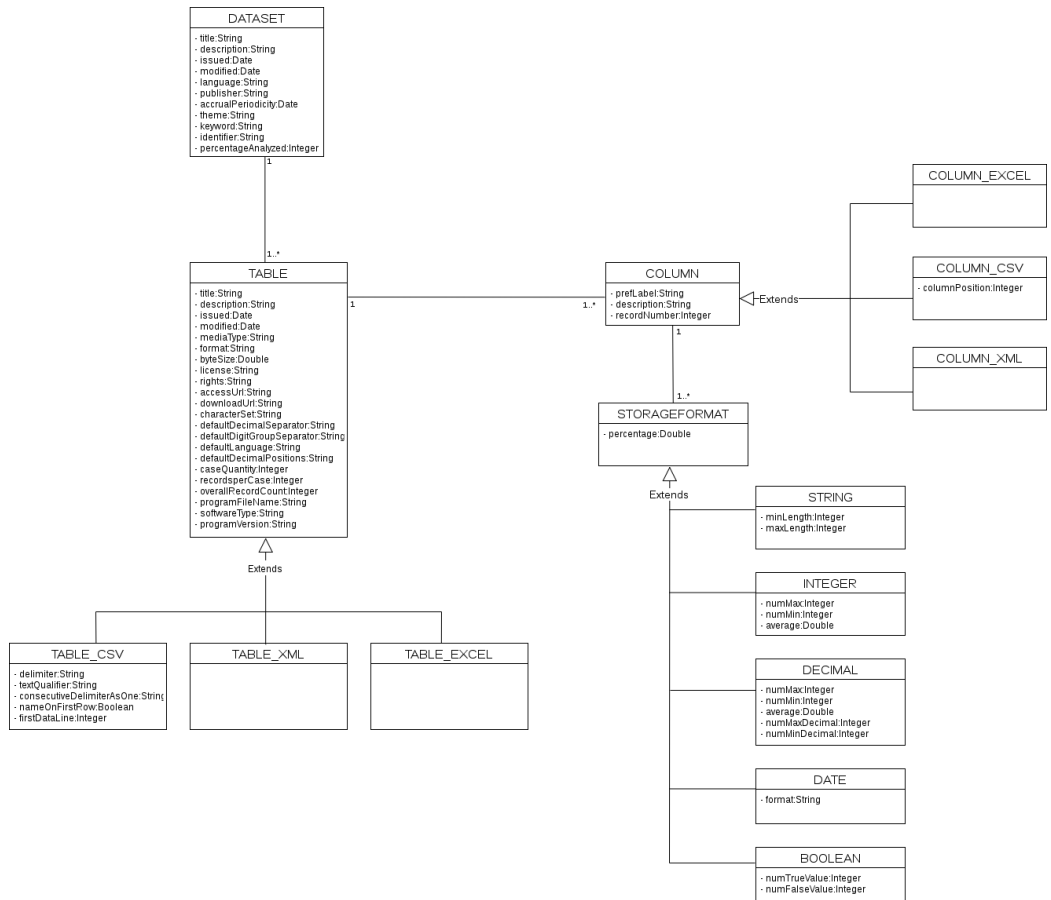 DATASET
- title:String
- description:String
- issued:Date
- modified:Date
- language:String
- publisher:String
- accrualPeriodicity:Date
- theme:String
- keyword:String
- identifier:String
- percentageAnalyzed:Integer
1
1..*
TABLE
- title:String
- description:String
- issued:Date
- modified:Date
- mediaType:String
- format:String
- byteSize:Double
- license:String
- rights:String
- accessUrl:String
- downloadUrl:String
- characterSet:String
- defaultDecimalSeparator:String
- defaultDigitGroupSeparator:String
- defaultLanguage:String
- defaultDecimalPositions:String
- caseQuantity:Integer
- recordsperCase:Integer
- overallRecordCount:Integer
- programFileName:String
- softwareType:String
- programVersion:String
1
1..*
COLUMN
- prefLabel:String
- description:String
- recordNumber:Integer
Extends
COLUMN_EXCEL
COLUMN_CSV
- columnPosition:Integer
COLUMN_XML
1
1..*
STORAGEFORMAT
- percentage:Double
Extends
STRING
- minLength:Integer
- maxLength:Integer
INTEGER
- numMax:Integer
- numMin:Integer
- average:Double
DECIMAL
- numMax:Integer
- numMin:Integer
- average:Double
- numMaxDecimal:Integer
- numMinDecimal:Integer
DATE
- format:String
BOOLEAN
- numTrueValue:Integer
- numFalseValue:Integer
Extends
TABLE_CSV
- delimiter:String
- textQualifier:String
- consecutiveDelimiterAsOne:String
- nameOnFirstRow:Boolean
- firstDataLine:Integer
TABLE_XML
TABLE_EXCEL